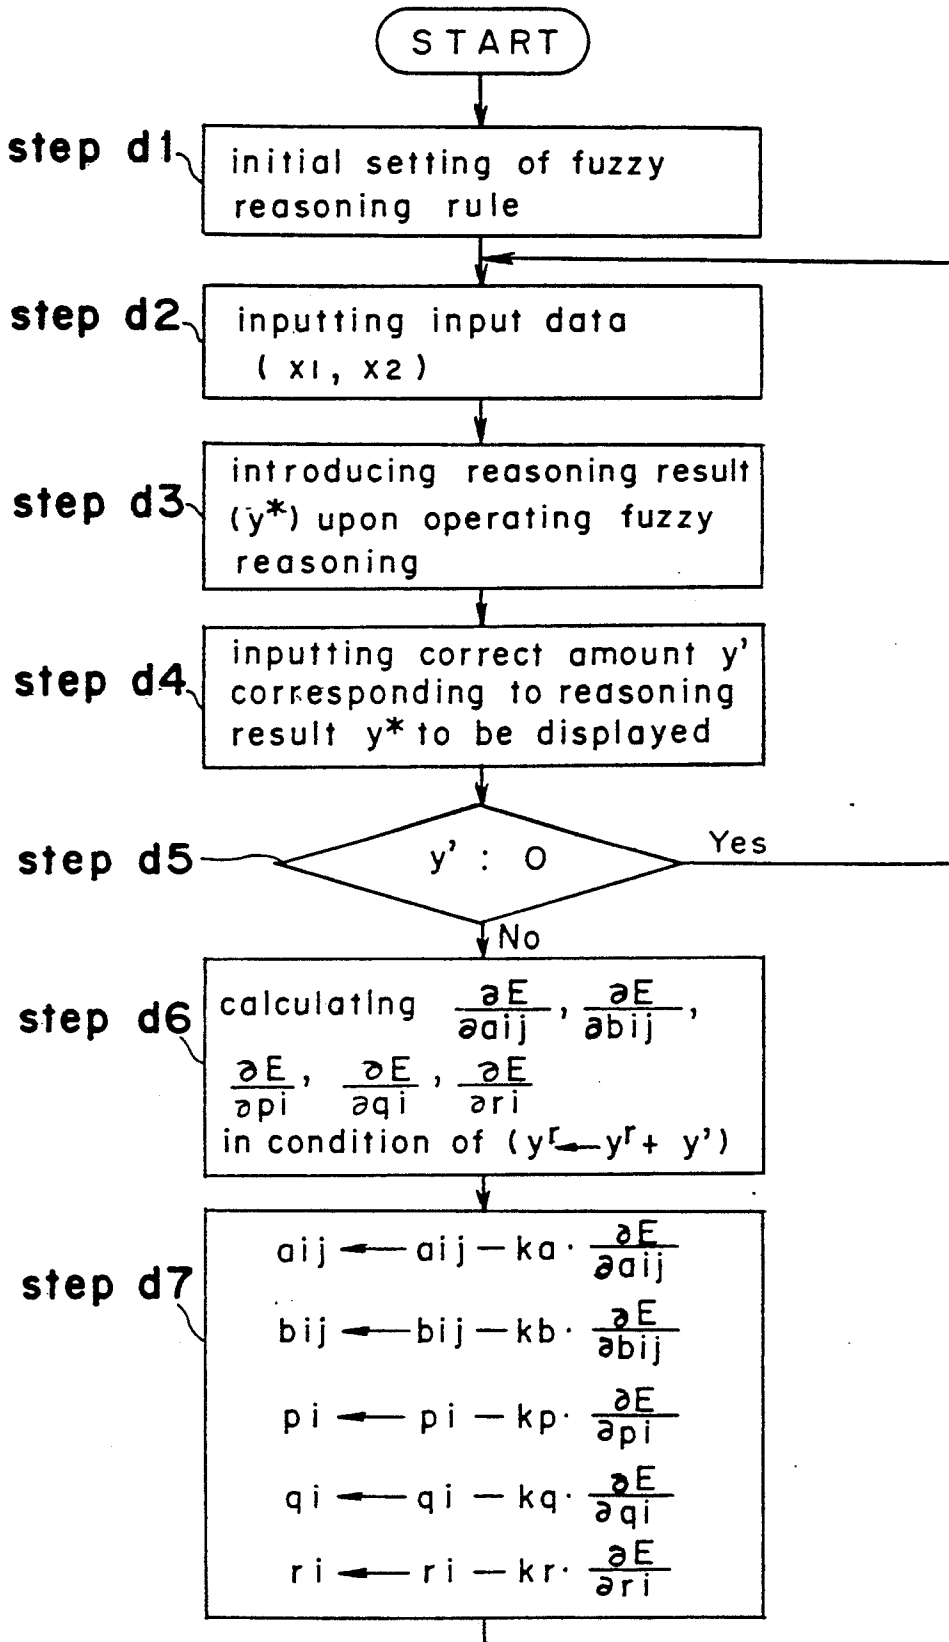 START
step d1
initial setting of fuzzy
reasoning rule
step d2
inputting input data
(x1, x2)
step d3
introducing reasoning result
(y*) upon operating fuzzy
reasoning
step d4
inputting correct amount y'
corresponding to reasoning
result y* to be displayed
step d5
y' : 0
Yes
No
step d6
calculating ∂E/∂aij, ∂E/∂bij,
∂E/∂pi, ∂E/∂qi, ∂E/∂ri
in condition of (yʳ ← yʳ + y')
step d7
aij ← aij – ka · ∂E/∂aij
bij ← bij – kb · ∂E/∂bij
pi ← pi – kp · ∂E/∂pi
qi ← qi – kq · ∂E/∂qi
ri ← ri – kr · ∂E/∂ri